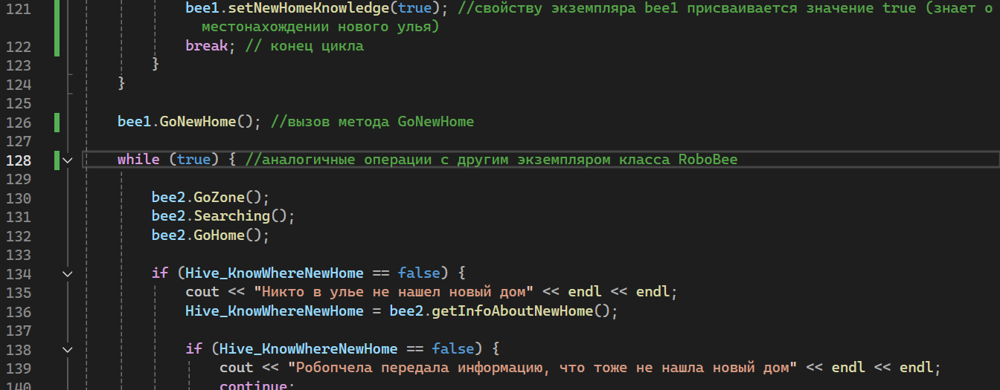 121 bee1.setNewHomeKnowledge(true); //свойству экземпляра bee1 присваивается значение true (знает о
местонахождении нового улья)
122 break; // конец цикла
123 }
124 }
125
126 bee1.GoNewHome(); //вызов метода GoNewHome
127
128 while (true) { //аналогичные операции с другим экземпляром класса RoboBee
129
130 bee2.GoZone();
131 bee2.Searching();
132 bee2.GoHome();
133
134 if (Hive_KnowWhereNewHome == false) {
135 cout << "Никто в улье не нашел новый дом" << endl << endl;
136 Hive_KnowWhereNewHome = bee2.getInfoAboutNewHome();
137
138 if (Hive_KnowWhereNewHome == false) {
139 cout << "Робопчела передала информацию, что тоже не нашла новый дом" << endl << endl;
140 continue;